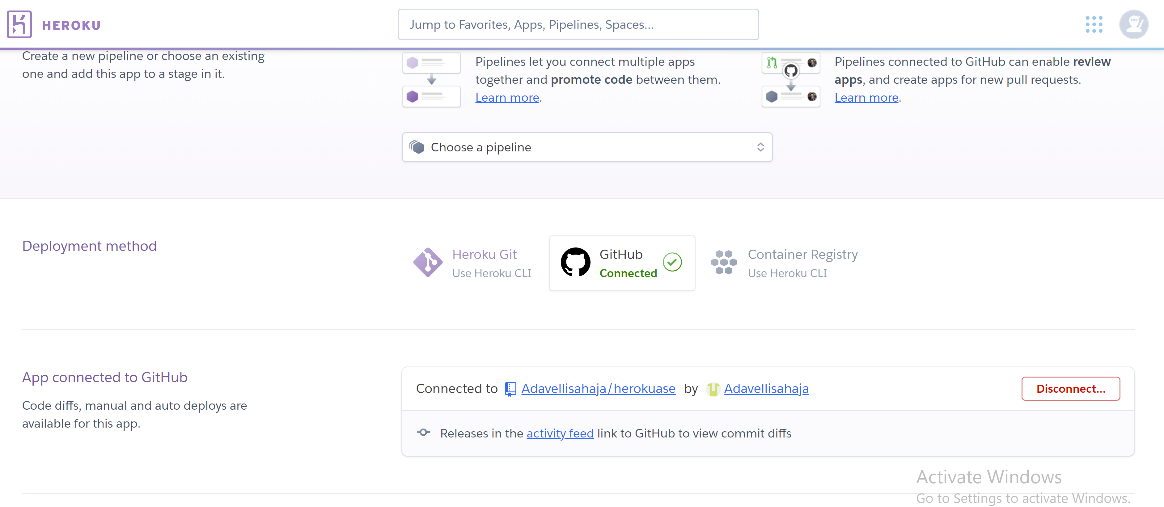 HEROKU
Jump to Favorites, Apps, Pipelines, Spaces...
Create a new pipeline or choose an existing
one and add this app to a stage in it.
Pipelines let you connect multiple apps
together and promote code between them.
Learn more.
Pipelines connected to GitHub can enable review
apps, and create apps for new pull requests.
Learn more.
Choose a pipeline
Deployment method
Heroku Git
Use Heroku CLI
GitHub
Connected
Container Registry
Use Heroku CLI
App connected to GitHub
Code diffs, manual and auto deploys are
available for this app.
Connected to Adavellisahaja/herokuase by Adavellisahaja
Disconnect...
Releases in the activity feed link to GitHub to view commit diffs
Activate Windows
Go to Settings to activate Windows.